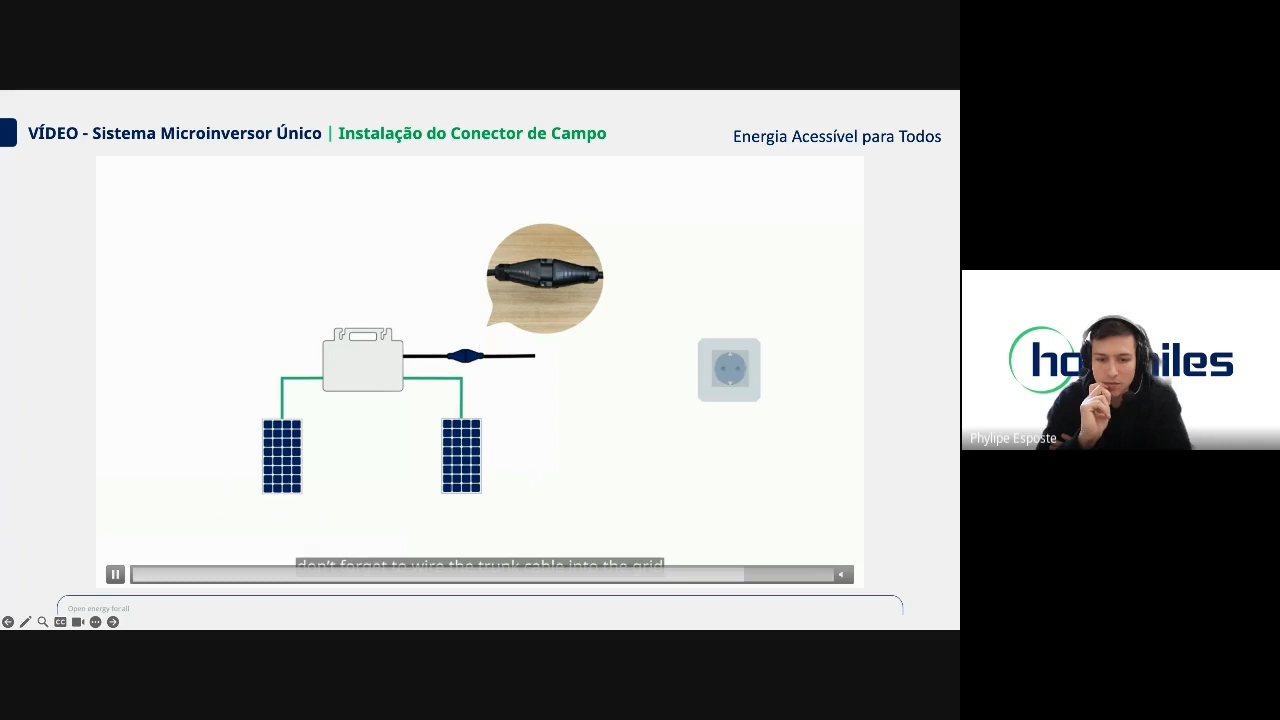 VÍDEO - Sistema Microinversor Único | Instalação do Conector de Campo
Energia Acessível para Todos
don't forget to wire the trunk cable into the grid
Open energy for all
CC
Phylipe Esposte